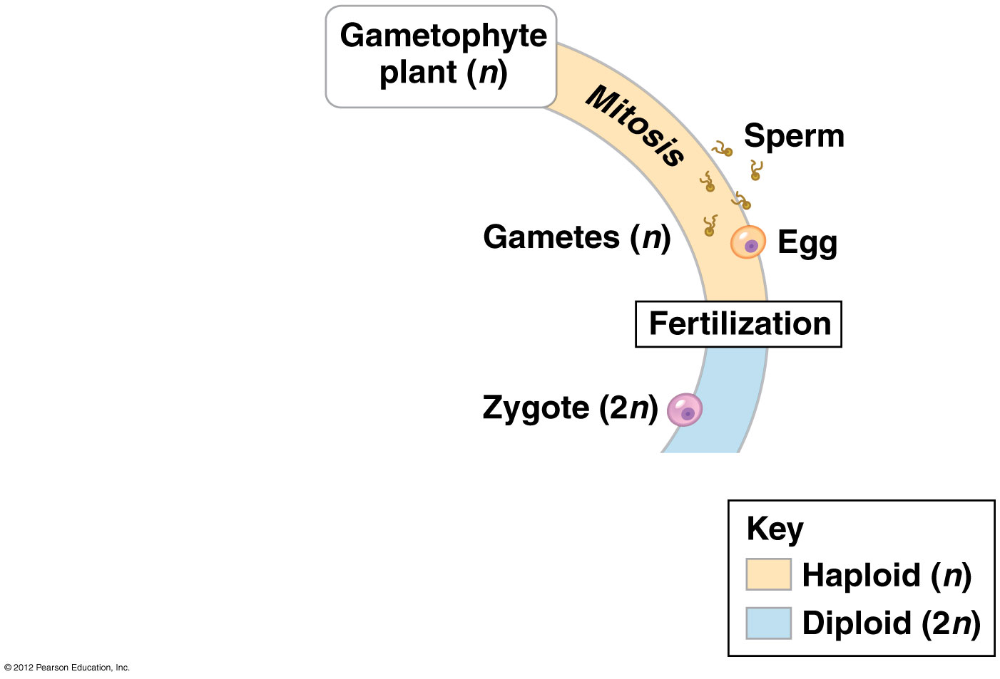 Gametophyte
plant (n)
Mitosis
Sperm
Gametes (n)
Egg
Fertilization
Zygote (2n)
Key
Haploid (n)
Diploid (2n)
© 2012 Pearson Education, Inc.